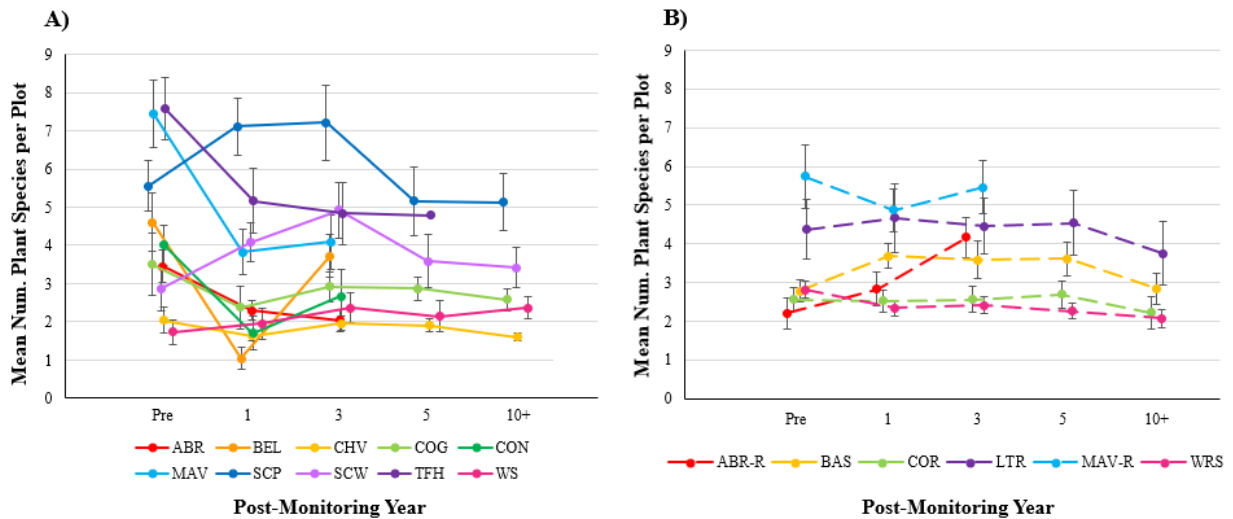 A)
Mean Num. Plant Species per Plot
9
8
7
6
5
4
3
2
1
0
Pre 1 3 5 10+
ABR BEL CHV COG CON
MAV SCP SCW TFH WS
Post-Monitoring Year
B)
Mean Num. Plant Species per Plot
9
8
7
6
5
4
3
2
1
0
Pre 1 3 5 10+
ABR-R BAS COR LTR MAV-R WRS
Post-Monitoring Year